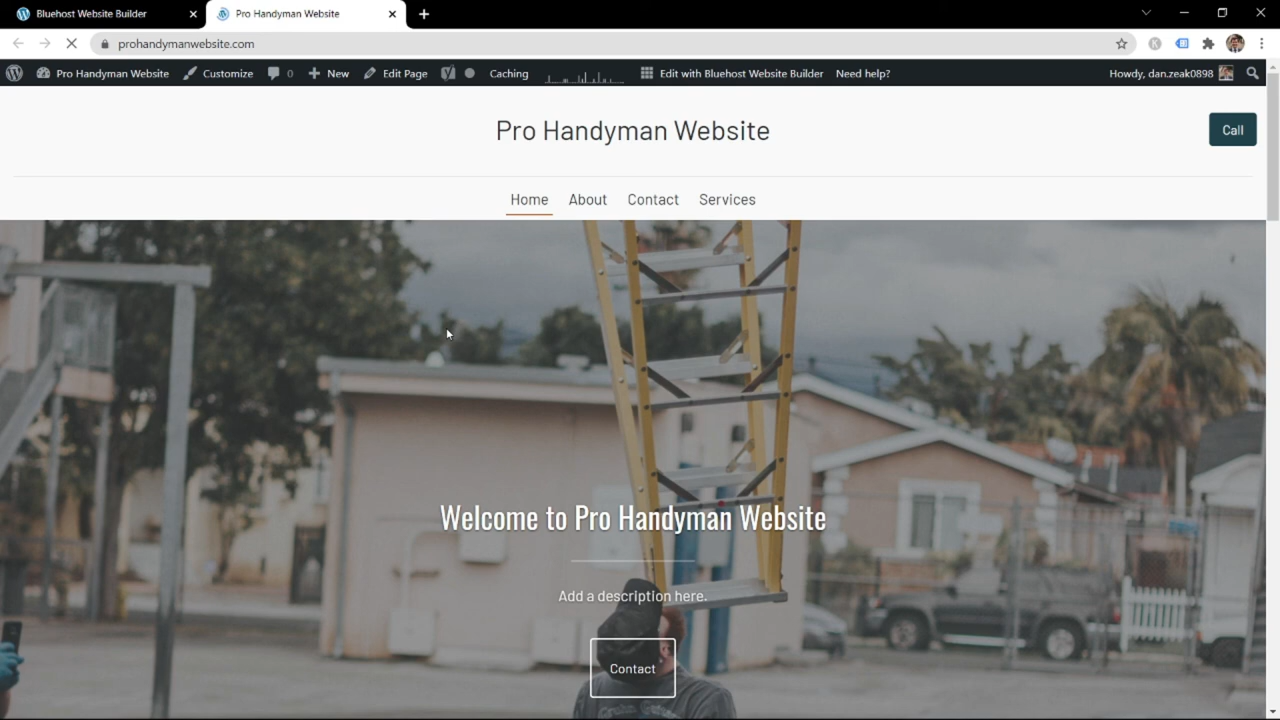 Bluehost Website Builder
Pro Handyman Website
prohandymanwebsite.com
Pro Handyman Website
Customize
0
New
Edit Page
Caching
Edit with Bluehost Website Builder
Need help?
Howdy, dan.zeak0898
Pro Handyman Website
Call
Home
About
Contact
Services
Welcome to Pro Handyman Website
Add a description here.
Contact